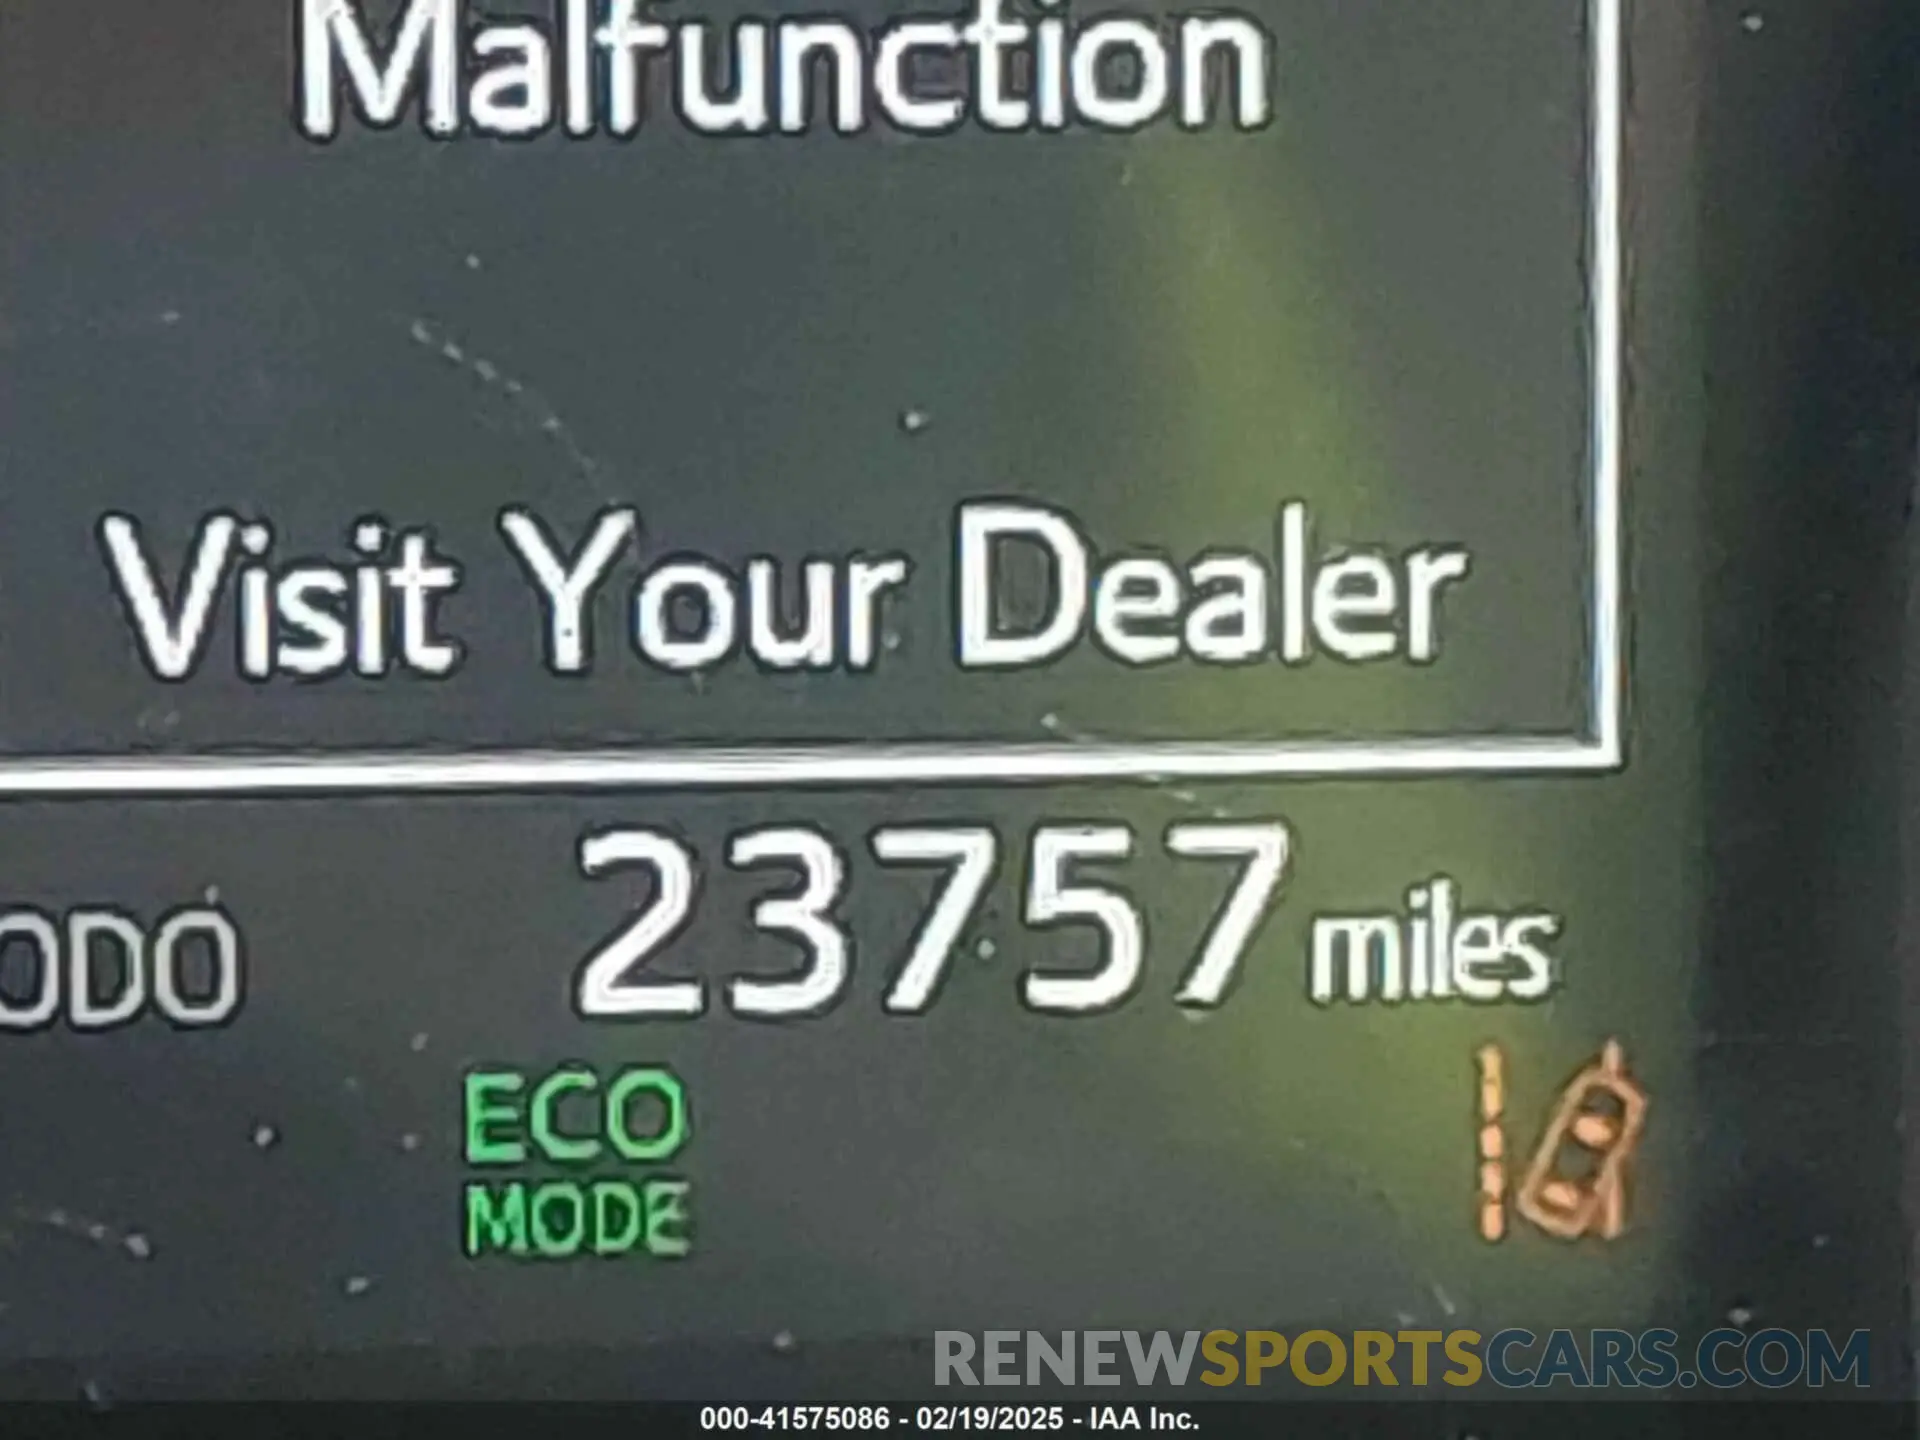 Malfunction
Visit Your Dealer
ODO 23757 miles
ECO
MODE
RENEWSPORTSCARS.COM
000-41575086 - 02/19/2025 - IAA Inc.